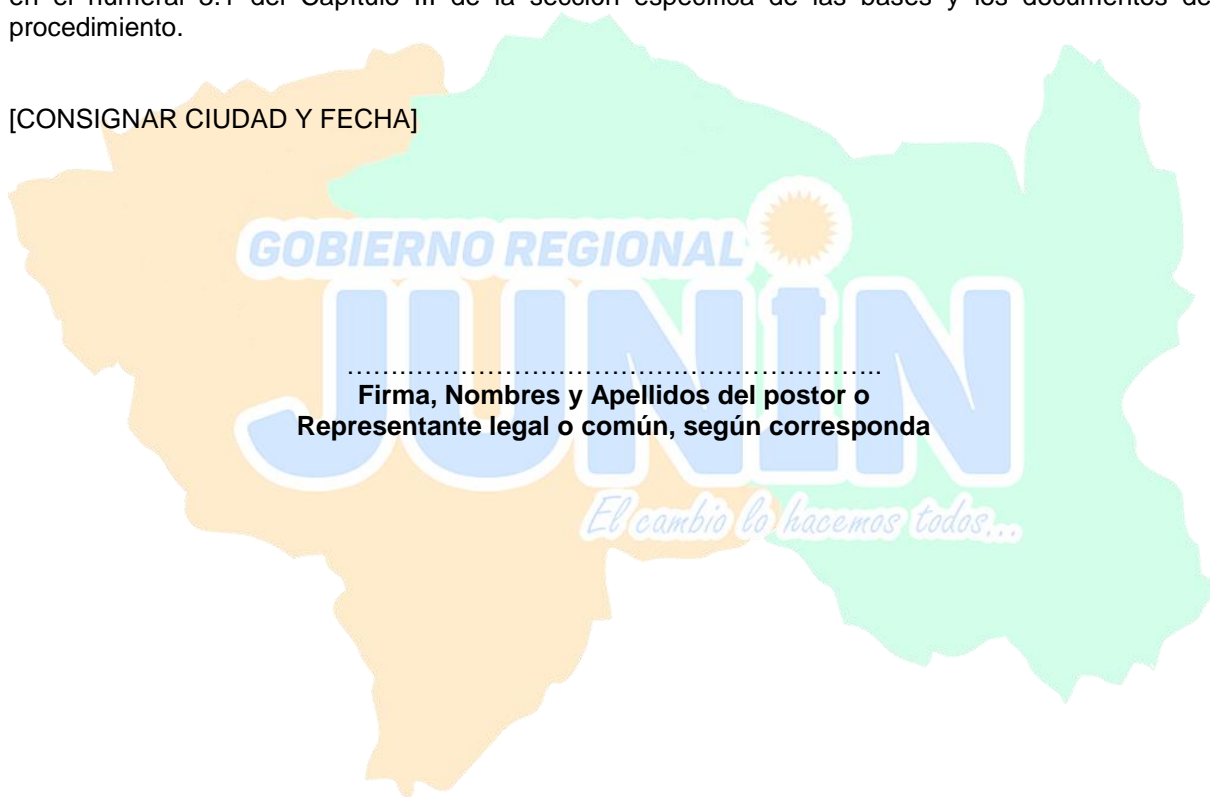 en el numeral 3.1 del Capítulo III de la sección específica de las bases y los documentos de
procedimiento.
[CONSIGNAR CIUDAD Y FECHA]
GOBIERNO REGIONAL
JUNIN
…………………………………………………..
Firma, Nombres y Apellidos del postor o
Representante legal o común, según corresponda
El cambio lo hacemos todos...